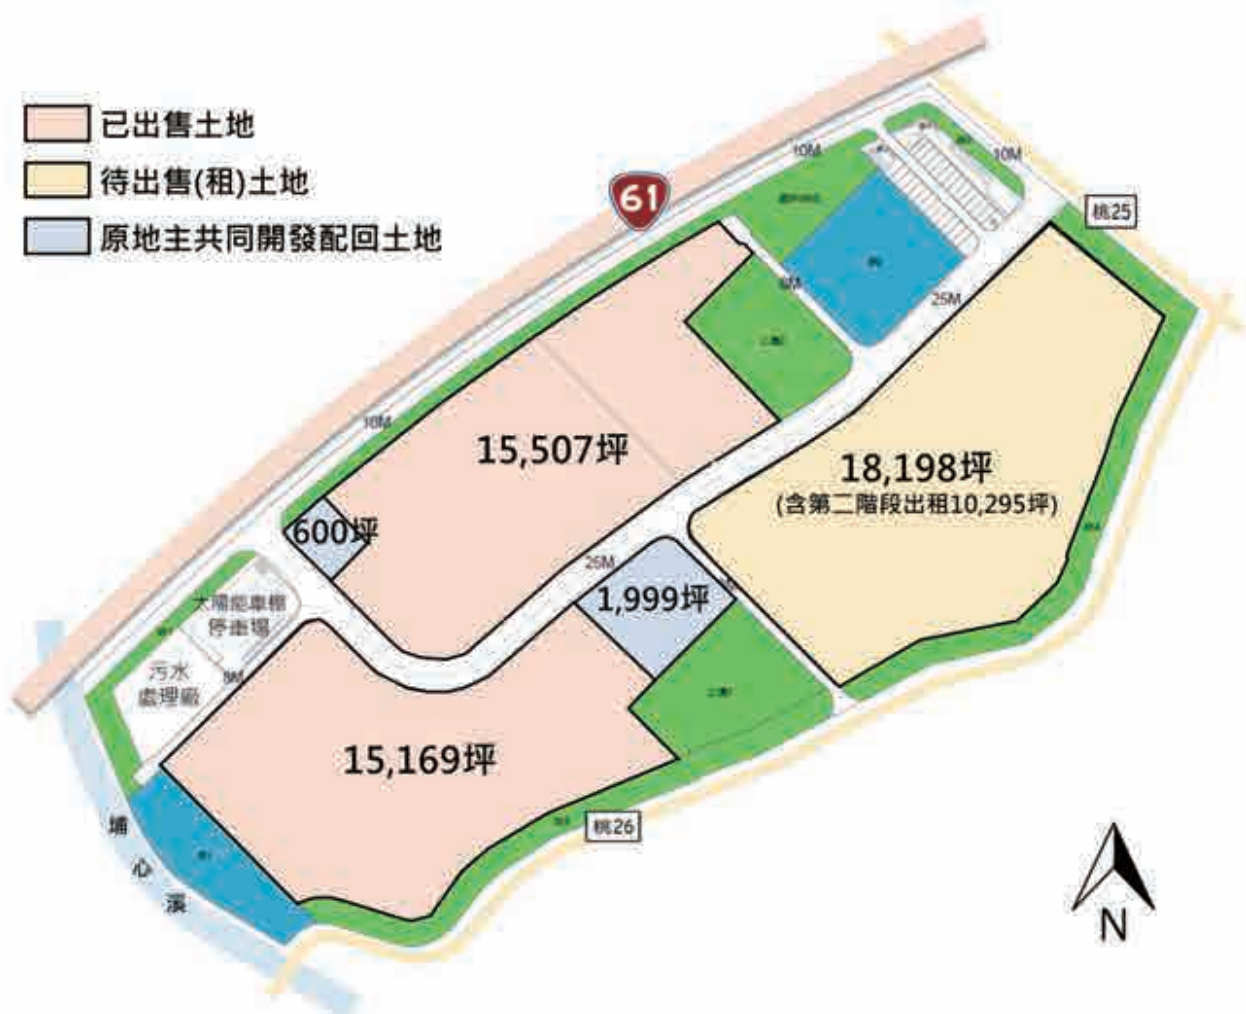 已出售土地
待出售(租)土地
原地主共同開發配回土地
61
10M
10M
桃25
6M
25M
10M
15,507坪
18,198坪
(含第二階段出租10,295坪)
600坪
25M
1,999坪
太陽能車棚
停車場
污水
處理廠
8M
15,169坪
桃26
埔
心
溪
N